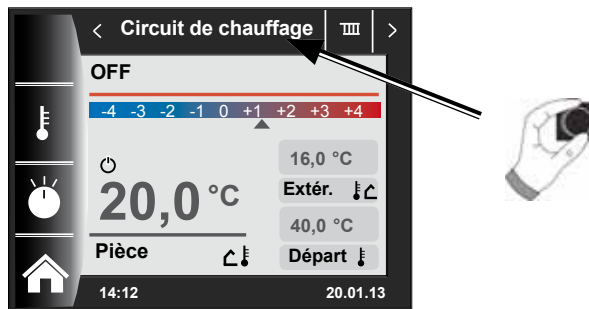 < Circuit de chauffage >
OFF
-4 -3 -2 -1 0 +1 +2 +3 +4
16,0 °C
Extér.
20,0 °C
40,0 °C
Pièce
Départ
14:12 20.01.13